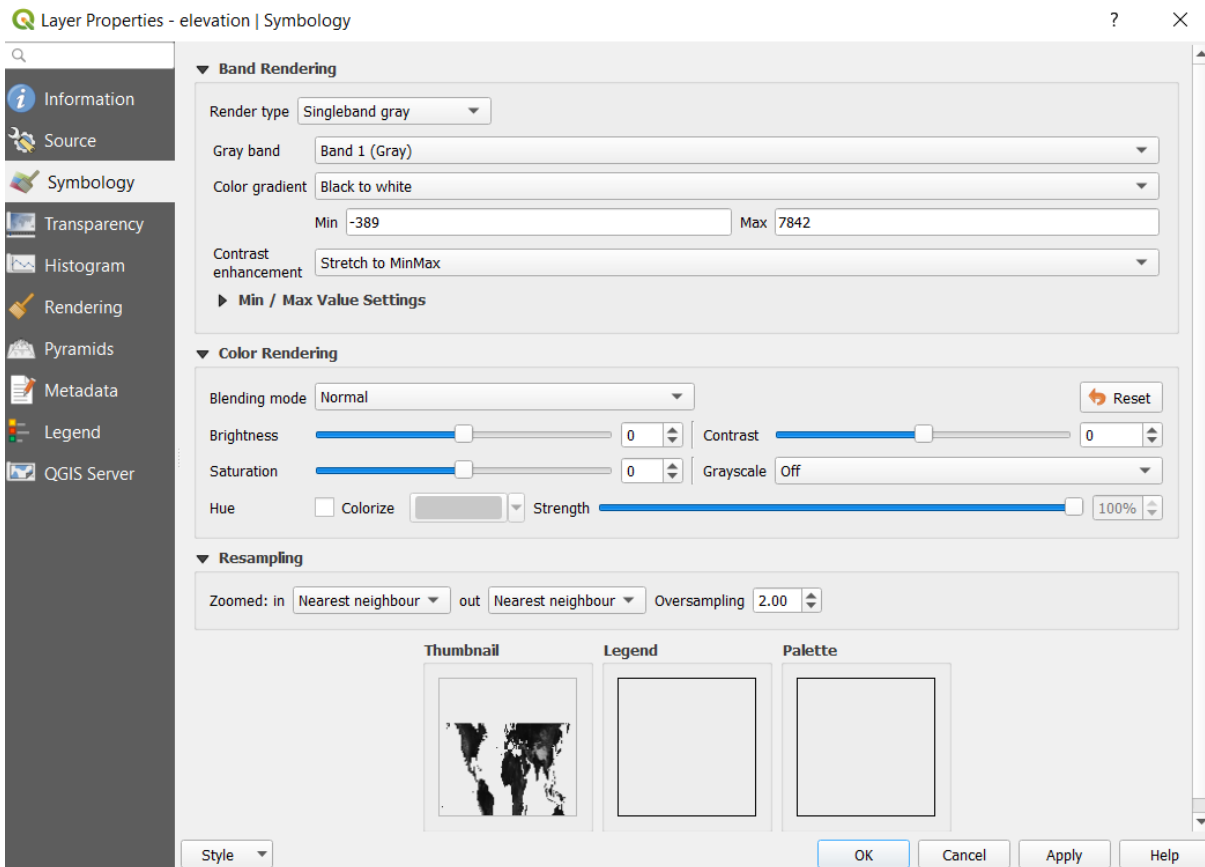 Layer Properties - elevation | Symbology
Information
Source
Symbology
Transparency
Histogram
Rendering
Pyramids
Metadata
Legend
QGIS Server
Band Rendering
Render type Singleband gray
Gray band Band 1 (Gray)
Color gradient Black to white
Min -389 Max 7842
Contrast
enhancement Stretch to MinMax
Min / Max Value Settings
Color Rendering
Blending mode Normal Reset
Brightness 0 Contrast 0
Saturation 0 Grayscale Off
Hue Colorize Strength 100%
Resampling
Zoomed: in Nearest neighbour out Nearest neighbour Oversampling 2.00
Thumbnail Legend Palette
Style OK Cancel Apply Help